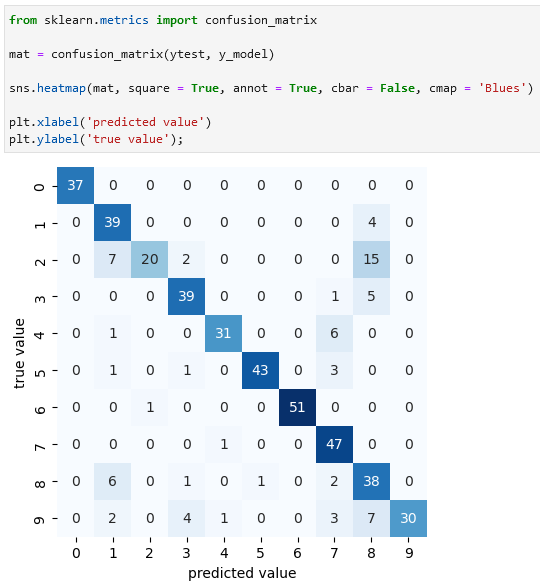 from sklearn.metrics import confusion_matrix
mat = confusion_matrix(ytest, y_model)
sns.heatmap(mat, square = True, annot = True, cbar = False, cmap = 'Blues')
plt.xlabel('predicted value')
plt.ylabel('true value');
0 37 0 0 0 0 0 0 0 0 0
1 0 39 0 0 0 0 0 0 4 0
2 0 7 20 2 0 0 0 0 15 0
3 0 0 0 39 0 0 0 1 5 0
4 0 1 0 0 31 0 0 6 0 0
5 0 1 0 1 0 43 0 3 0 0
6 0 0 1 0 0 0 51 0 0 0
7 0 0 0 0 1 0 0 47 0 0
8 0 6 0 1 0 1 0 2 38 0
9 0 2 0 4 1 0 0 3 7 30
true value
0 1 2 3 4 5 6 7 8 9
predicted value